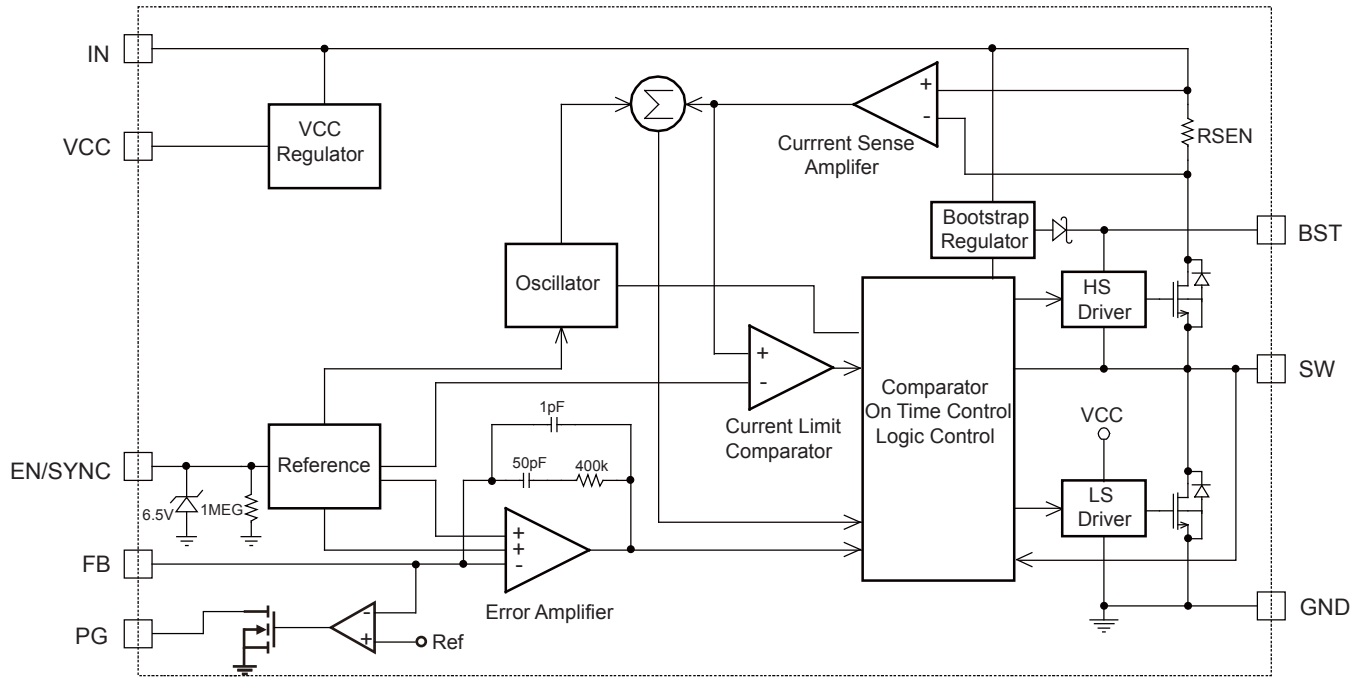 IN
VCC
VCC
Regulator
Σ
+
-
Currrent Sense
Amplifer
RSEN
Bootstrap
Regulator
BST
Oscillator
HS
Driver
+
-
Current Limit
Comparator
Comparator
On Time Control
Logic Control
SW
VCC
1pF
50pF
400k
EN/SYNC
Reference
6.5V
1MEG
LS
Driver
+
+
-
Error Amplifier
FB
GND
PG
-
+
Ref